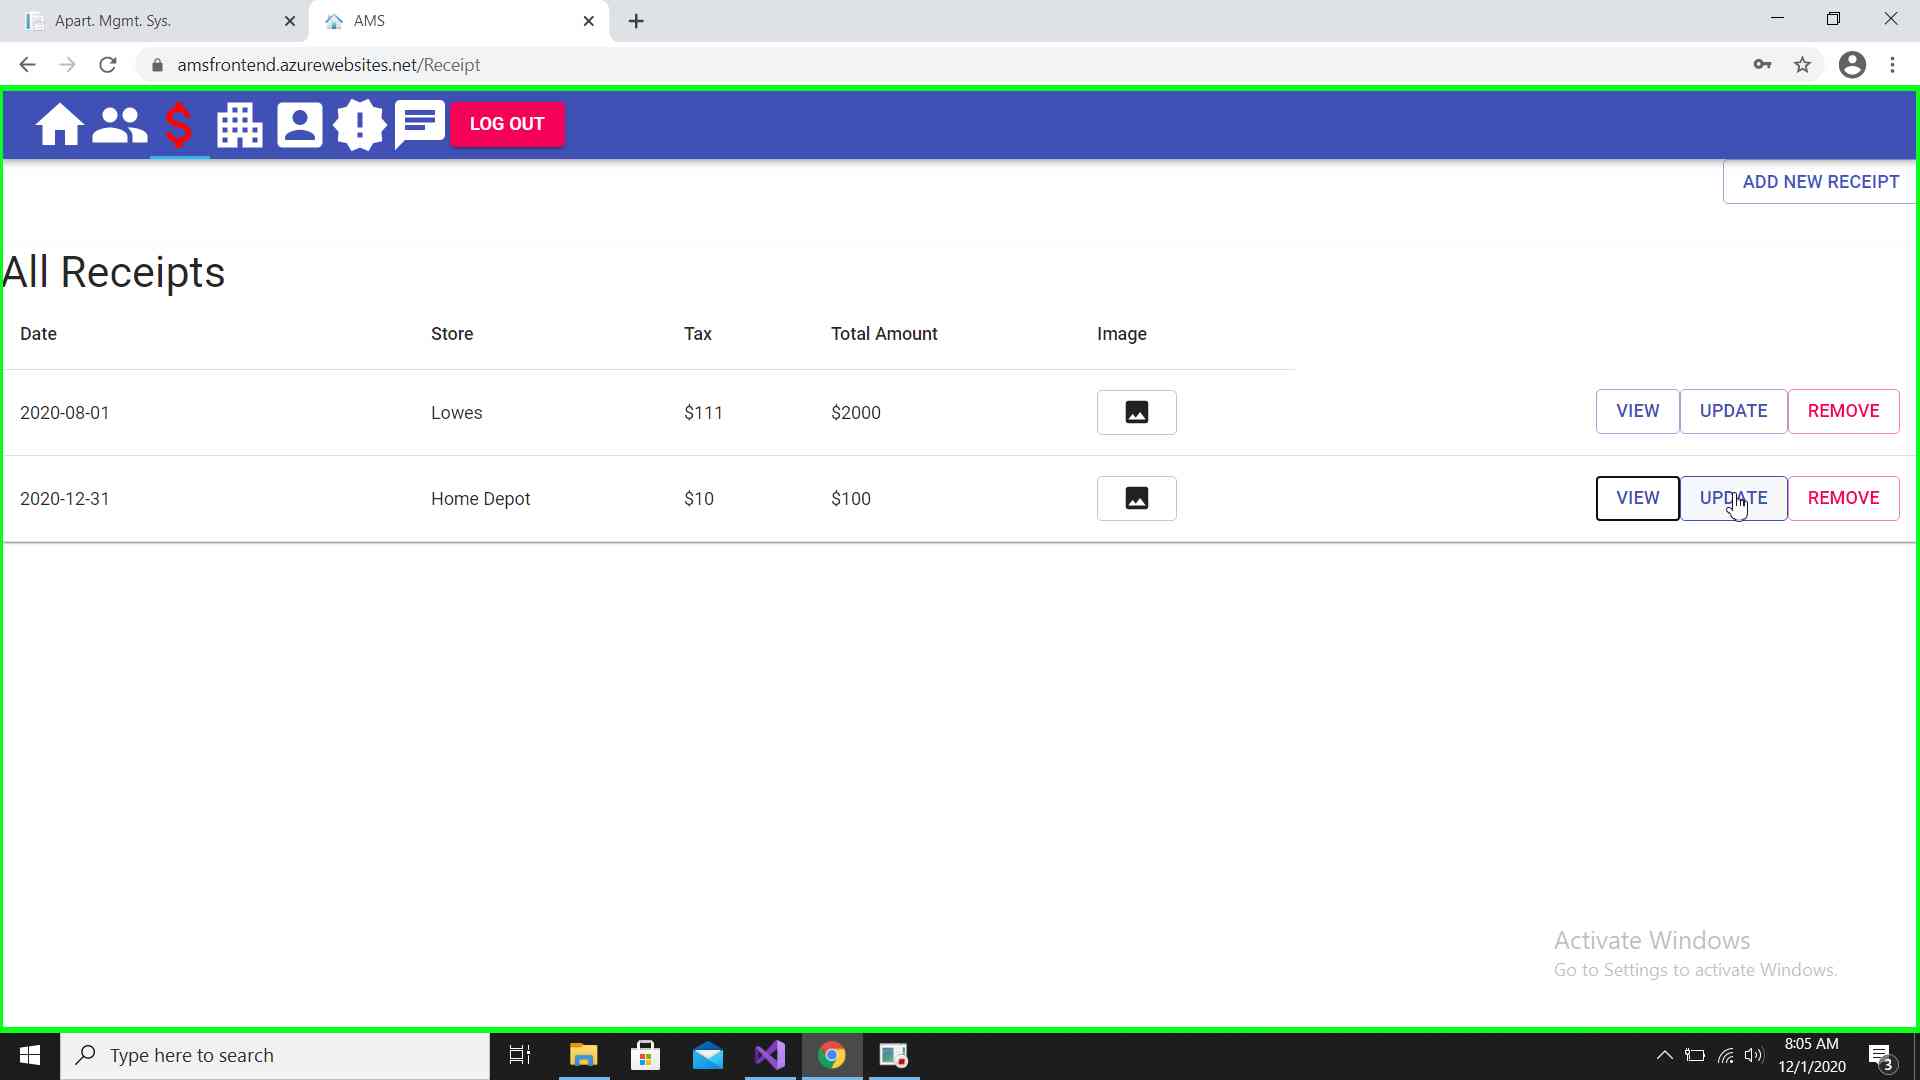 Apart. Mgmt. Sys.
AMS
amsfrontend.azurewebsites.net/Receipt
LOG OUT
ADD NEW RECEIPT
All Receipts
Date Store Tax Total Amount Image
2020-08-01 Lowes $111 $2000 VIEW UPDATE REMOVE
2020-12-31 Home Depot $10 $100 VIEW UPDATE REMOVE
Activate Windows
Go to Settings to activate Windows.
Type here to search
8:05 AM
12/1/2020
3